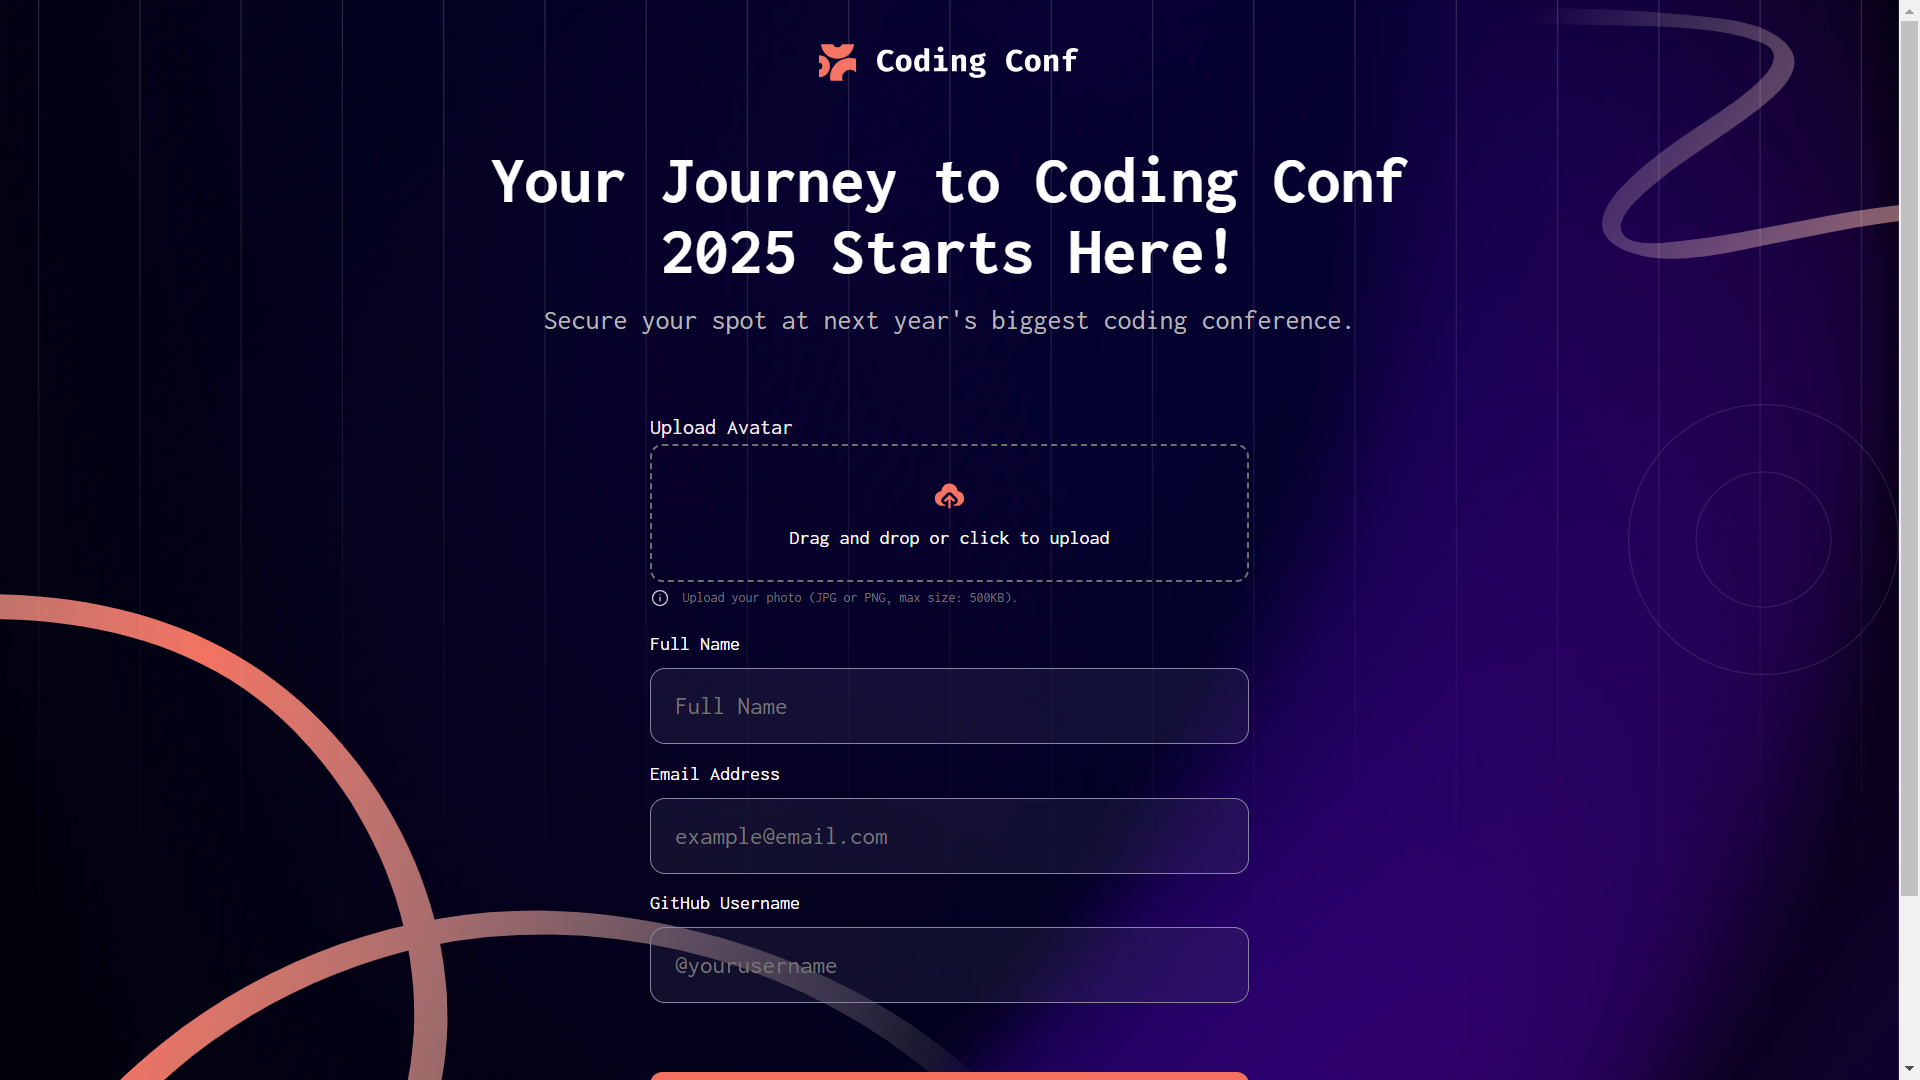 Coding Conf
Your Journey to Coding Conf
2025 Starts Here!
Secure your spot at next year's biggest coding conference.
Upload Avatar
Drag and drop or click to upload
Upload your photo (JPG or PNG, max size: 500KB).
Full Name
Full Name
Email Address
example@email.com
GitHub Username
@yourusername